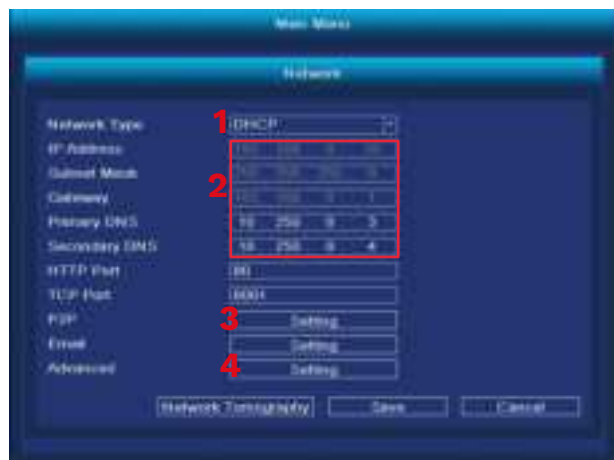 Main Menu
Network
Network Type 1 DHCP
IP Address
Subnet Mask
2
Gateway
Primary DNS 10 250 0 3
Secondary DNS 10 250 0 4
HTTP Port 80
TCP Port
P2P 3 Setting
Email Setting
Advanced 4 Setting
Network Tomography Save Cancel